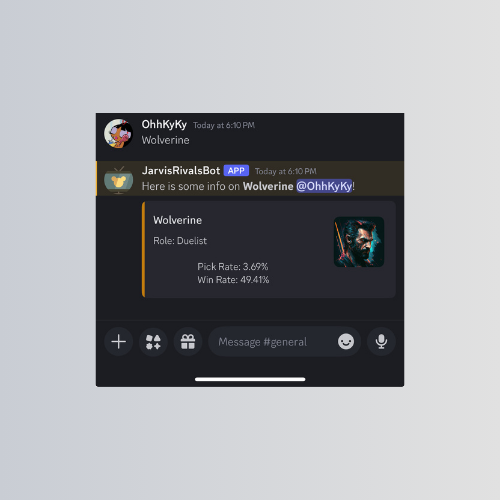 OhhKyKy Today at 6:10 PM
Wolverine
JarvisRivalsBot APP Today at 6:10 PM
Here is some info on Wolverine @OhhKyKy!
Wolverine
Role: Duelist
Pick Rate: 3.69%
Win Rate: 49.41%
Message #general